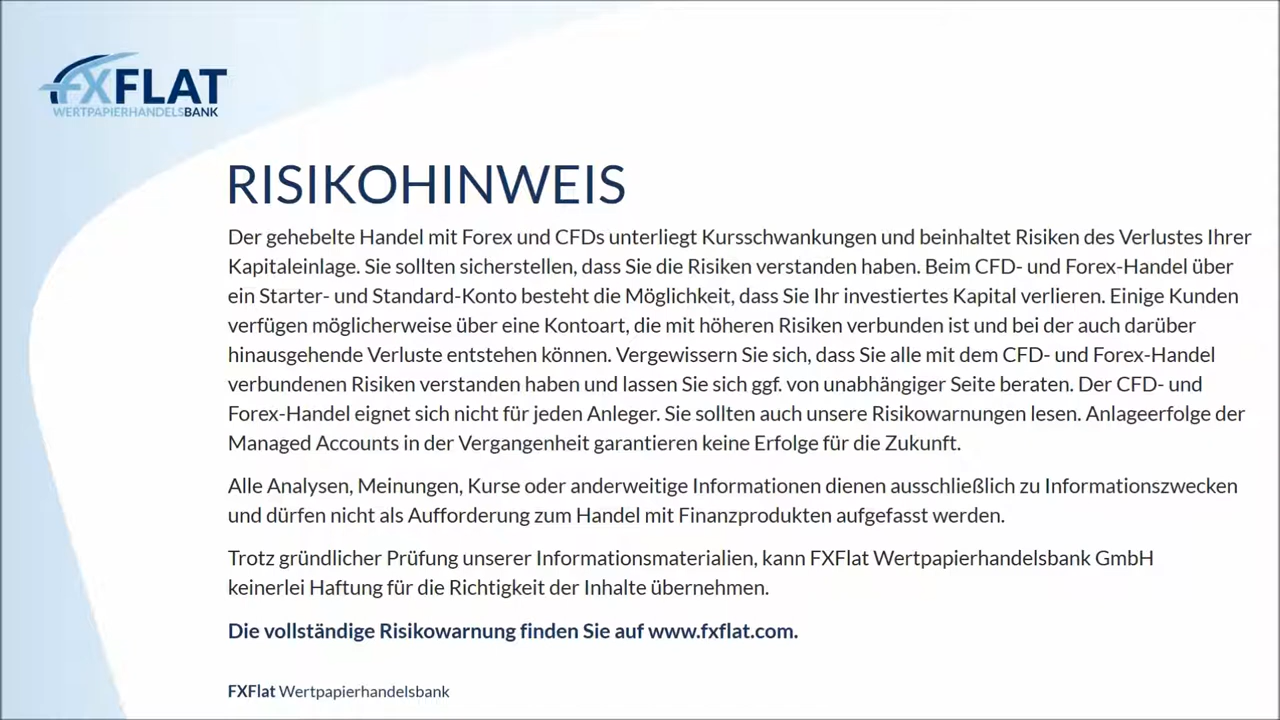 FXFLAT
WERTPAPIERHANDELSBANK
RISIKOHINWEIS
Der gehebelte Handel mit Forex und CFDs unterliegt Kursschwankungen und beinhaltet Risiken des Verlustes Ihrer
Kapitaleinlage. Sie sollten sicherstellen, dass Sie die Risiken verstanden haben. Beim CFD- und Forex-Handel über
ein Starter- und Standard-Konto besteht die Möglichkeit, dass Sie Ihr investiertes Kapital verlieren. Einige Kunden
verfügen möglicherweise über eine Kontoart, die mit höheren Risiken verbunden ist und bei der auch darüber
hinausgehende Verluste entstehen können. Vergewissern Sie sich, dass Sie alle mit dem CFD- und Forex-Handel
verbundenen Risiken verstanden haben und lassen Sie sich ggf. von unabhängiger Seite beraten. Der CFD- und
Forex-Handel eignet sich nicht für jeden Anleger. Sie sollten auch unsere Risikowarnungen lesen. Anlageerfolge der
Managed Accounts in der Vergangenheit garantieren keine Erfolge für die Zukunft.
Alle Analysen, Meinungen, Kurse oder anderweitige Informationen dienen ausschließlich zu Informationszwecken
und dürfen nicht als Aufforderung zum Handel mit Finanzprodukten aufgefasst werden.
Trotz gründlicher Prüfung unserer Informationsmaterialien, kann FXFlat Wertpapierhandelsbank GmbH
keinerlei Haftung für die Richtigkeit der Inhalte übernehmen.
Die vollständige Risikowarnung finden Sie auf www.fxflat.com.
FXFlat Wertpapierhandelsbank